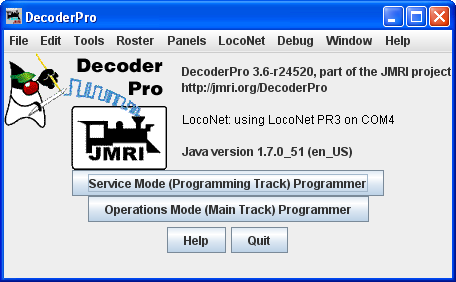 DecoderPro
File Edit Tools Roster Panels LocoNet Debug Window Help
Decoder
Pro
JMRI
DecoderPro 3.6-r24520, part of the JMRI project
http://jmri.org/DecoderPro
LocoNet: using LocoNet PR3 on COM4
Java version 1.7.0_51 (en_US)
Service Mode (Programming Track) Programmer
Operations Mode (Main Track) Programmer
Help Quit